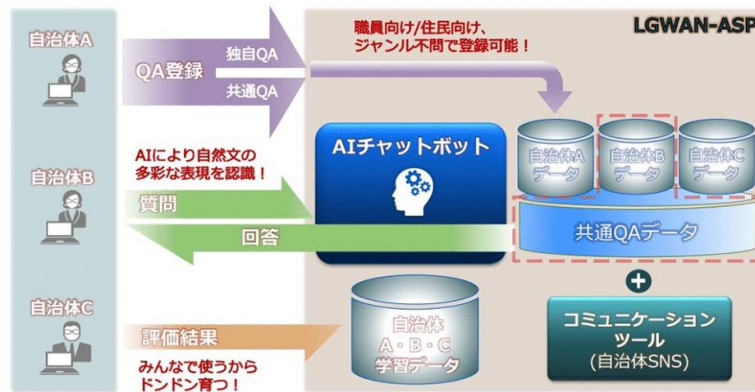 自治体A
QA登録
独自QA
共通QA
職員向け/住民向け、
ジャンル不問で登録可能！
LGWAN-ASP
自治体A
データ
自治体B
データ
自治体C
データ
共通QAデータ
AIチャットボット
AIにより自然文の
多彩な表現を認識！
自治体B
質問
回答
自治体C
評価結果
みんなで使うから
ドンドン育つ！
自治体
A・B・C
学習データ
+
コミュニケーション
ツール
(自治体SNS)